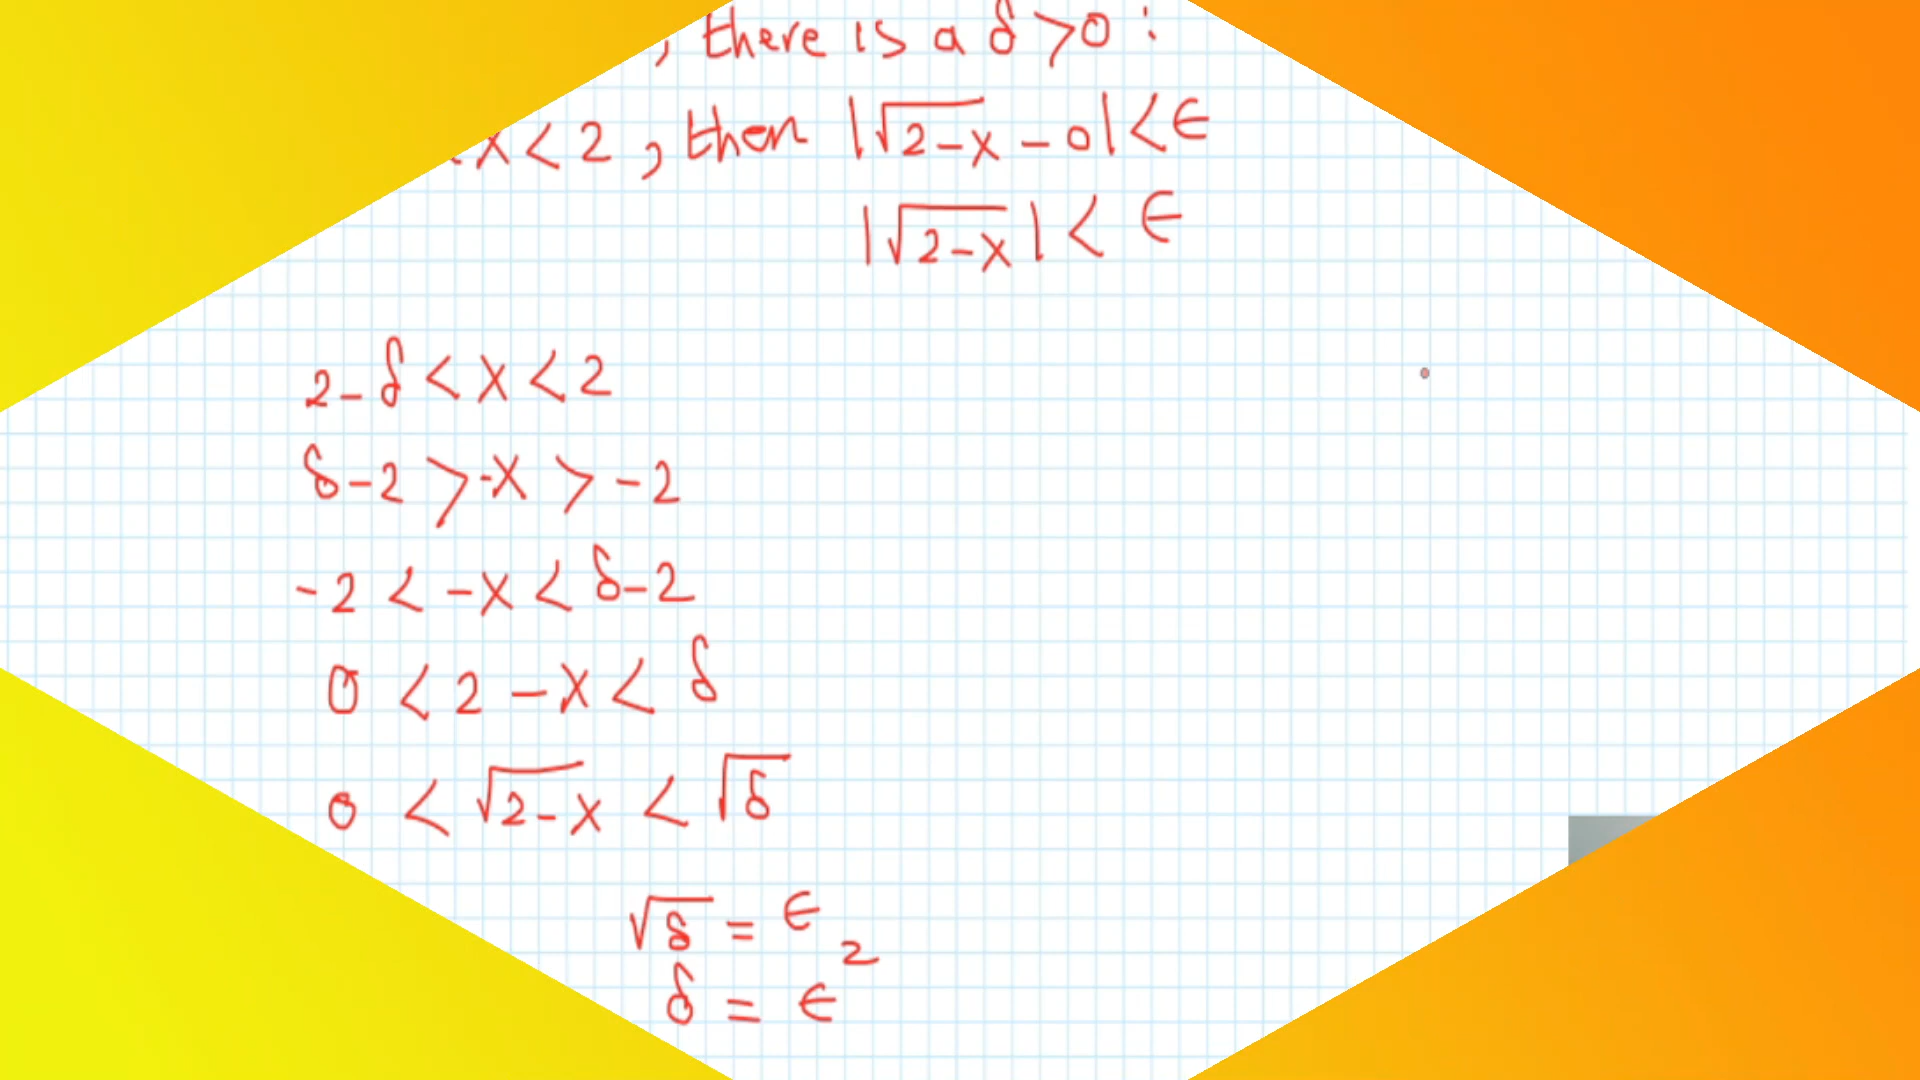 , there is a δ > 0 :
x < 2 , then |√(2-x) - 0| < ε
|√(2-x)| < ε
2-δ < x < 2
δ-2 > -x > -2
-2 < -x < δ-2
0 < 2-x < δ
0 < √(2-x) < √δ
√δ = ε
δ = ε²